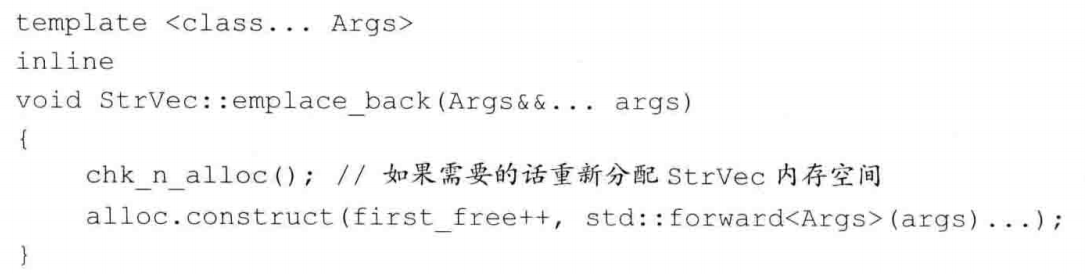 template <class... Args>
inline
void StrVec::emplace_back(Args&&... args)
{
    chk_n_alloc(); // 如果需要的话重新分配 StrVec 内存空间
    alloc.construct(first_free++, std::forward<Args>(args)...);
}